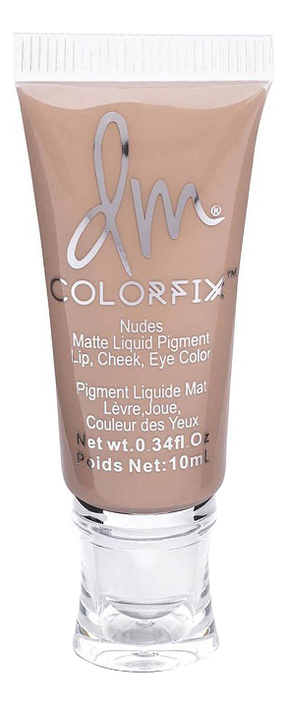 dm®
COLORFIX™
Nudes
Matte Liquid Pigment
Lip, Cheek, Eye Color
Pigment Liquide Mat
Lèvre,Joue,
Couleur des Yeux
Net wt.0.34fl.Oz
Poids Net:10mL